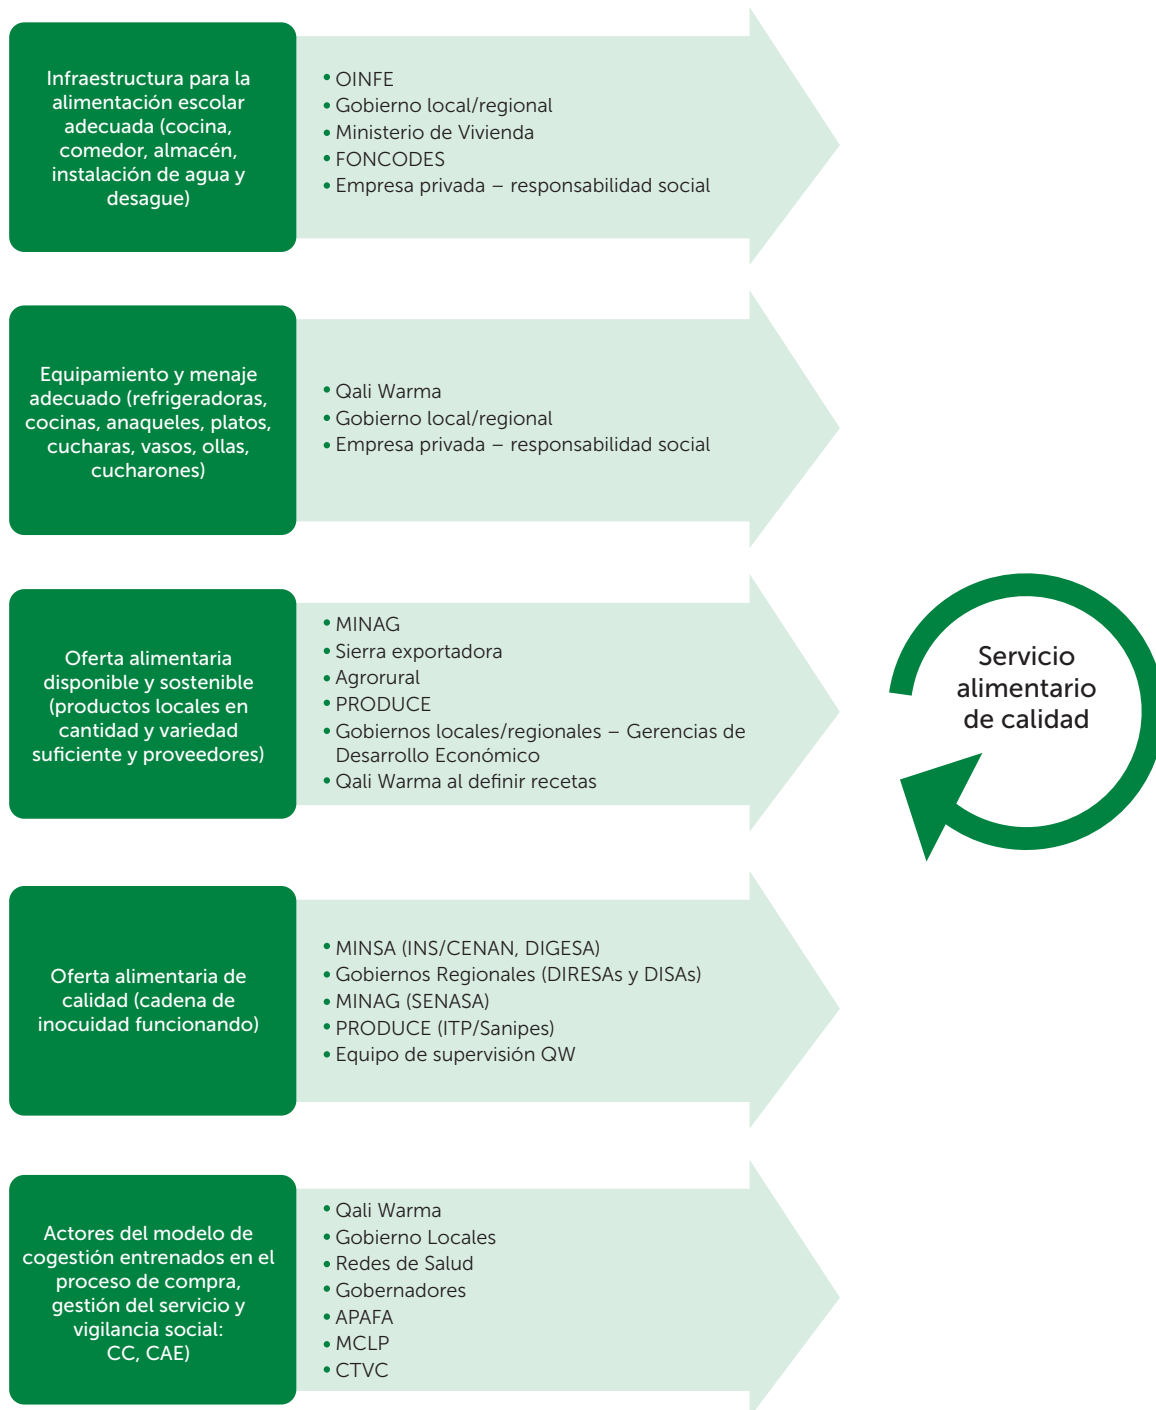 Infraestructura para la
alimentación escolar
adecuada (cocina,
comedor, almacén,
instalación de agua y
desague)
• OINFE
• Gobierno local/regional
• Ministerio de Vivienda
• FONCODES
• Empresa privada – responsabilidad social
Equipamiento y menaje
adecuado (refrigeradoras,
cocinas, anaqueles, platos,
cucharas, vasos, ollas,
cucharones)
• Qali Warma
• Gobierno local/regional
• Empresa privada – responsabilidad social
Oferta alimentaria
disponible y sostenible
(productos locales en
cantidad y variedad
suficiente y proveedores)
• MINAG
• Sierra exportadora
• Agrorural
• PRODUCE
• Gobiernos locales/regionales – Gerencias de
Desarrollo Económico
• Qali Warma al definir recetas
Servicio
alimentario
de calidad
Oferta alimentaria de
calidad (cadena de
inocuidad funcionando)
• MINSA (INS/CENAN, DIGESA)
• Gobiernos Regionales (DIRESAs y DISAs)
• MINAG (SENASA)
• PRODUCE (ITP/Sanipes)
• Equipo de supervisión QW
Actores del modelo de
cogestión entrenados en el
proceso de compra,
gestión del servicio y
vigilancia social:
CC, CAE)
• Qali Warma
• Gobierno Locales
• Redes de Salud
• Gobernadores
• APAFA
• MCLP
• CTVC